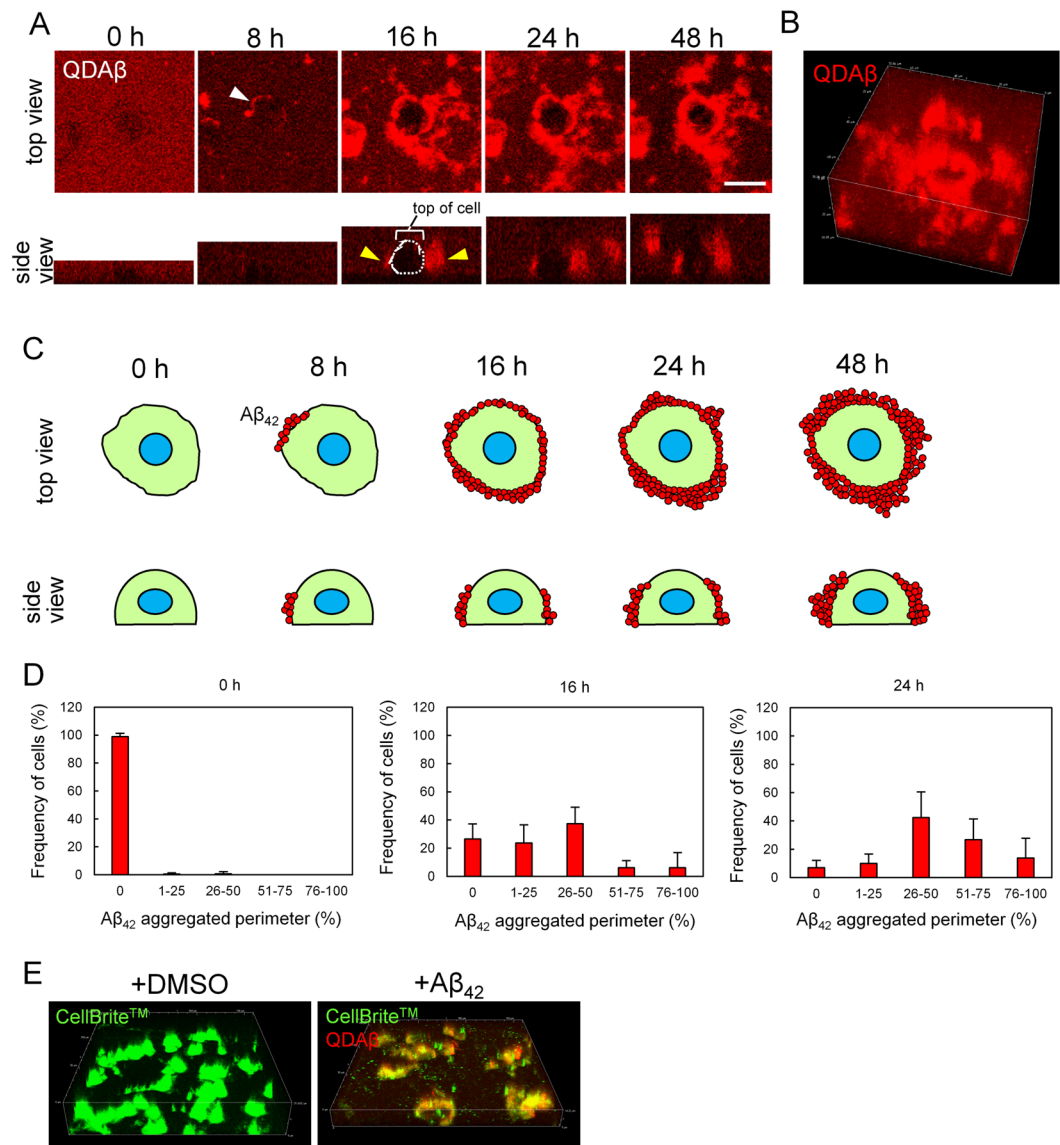 A
0 h
8 h
16 h
24 h
48 h
B
QDAβ
QDAβ
top view
top of cell
side view
C
0 h
8 h
16 h
24 h
48 h
Aβ42
top view
side view
D
0 h
16 h
24 h
Frequency of cells (%)
120
100
80
60
40
20
0
0
1-25
26-50
51-75
76-100
Aβ42 aggregated perimeter (%)
Frequency of cells (%)
120
100
80
60
40
20
0
0
1-25
26-50
51-75
76-100
Aβ42 aggregated perimeter (%)
Frequency of cells (%)
120
100
80
60
40
20
0
0
1-25
26-50
51-75
76-100
Aβ42 aggregated perimeter (%)
E
+DMSO
+Aβ42
CellBrite™
CellBrite™
QDAβ